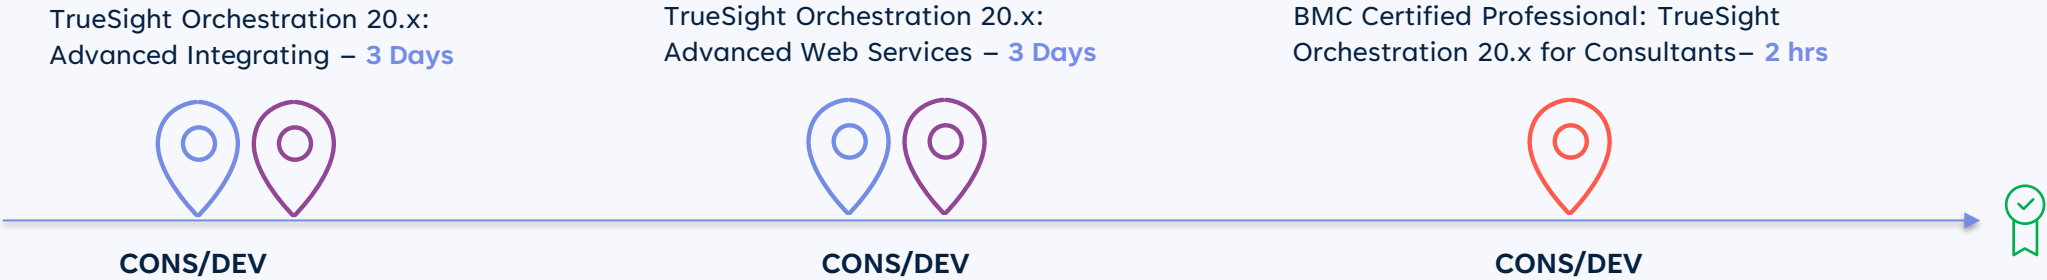 TrueSight Orchestration 20.x:
Advanced Integrating – 3 Days
TrueSight Orchestration 20.x:
Advanced Web Services – 3 Days
BMC Certified Professional: TrueSight
Orchestration 20.x for Consultants– 2 hrs
CONS/DEV
CONS/DEV
CONS/DEV